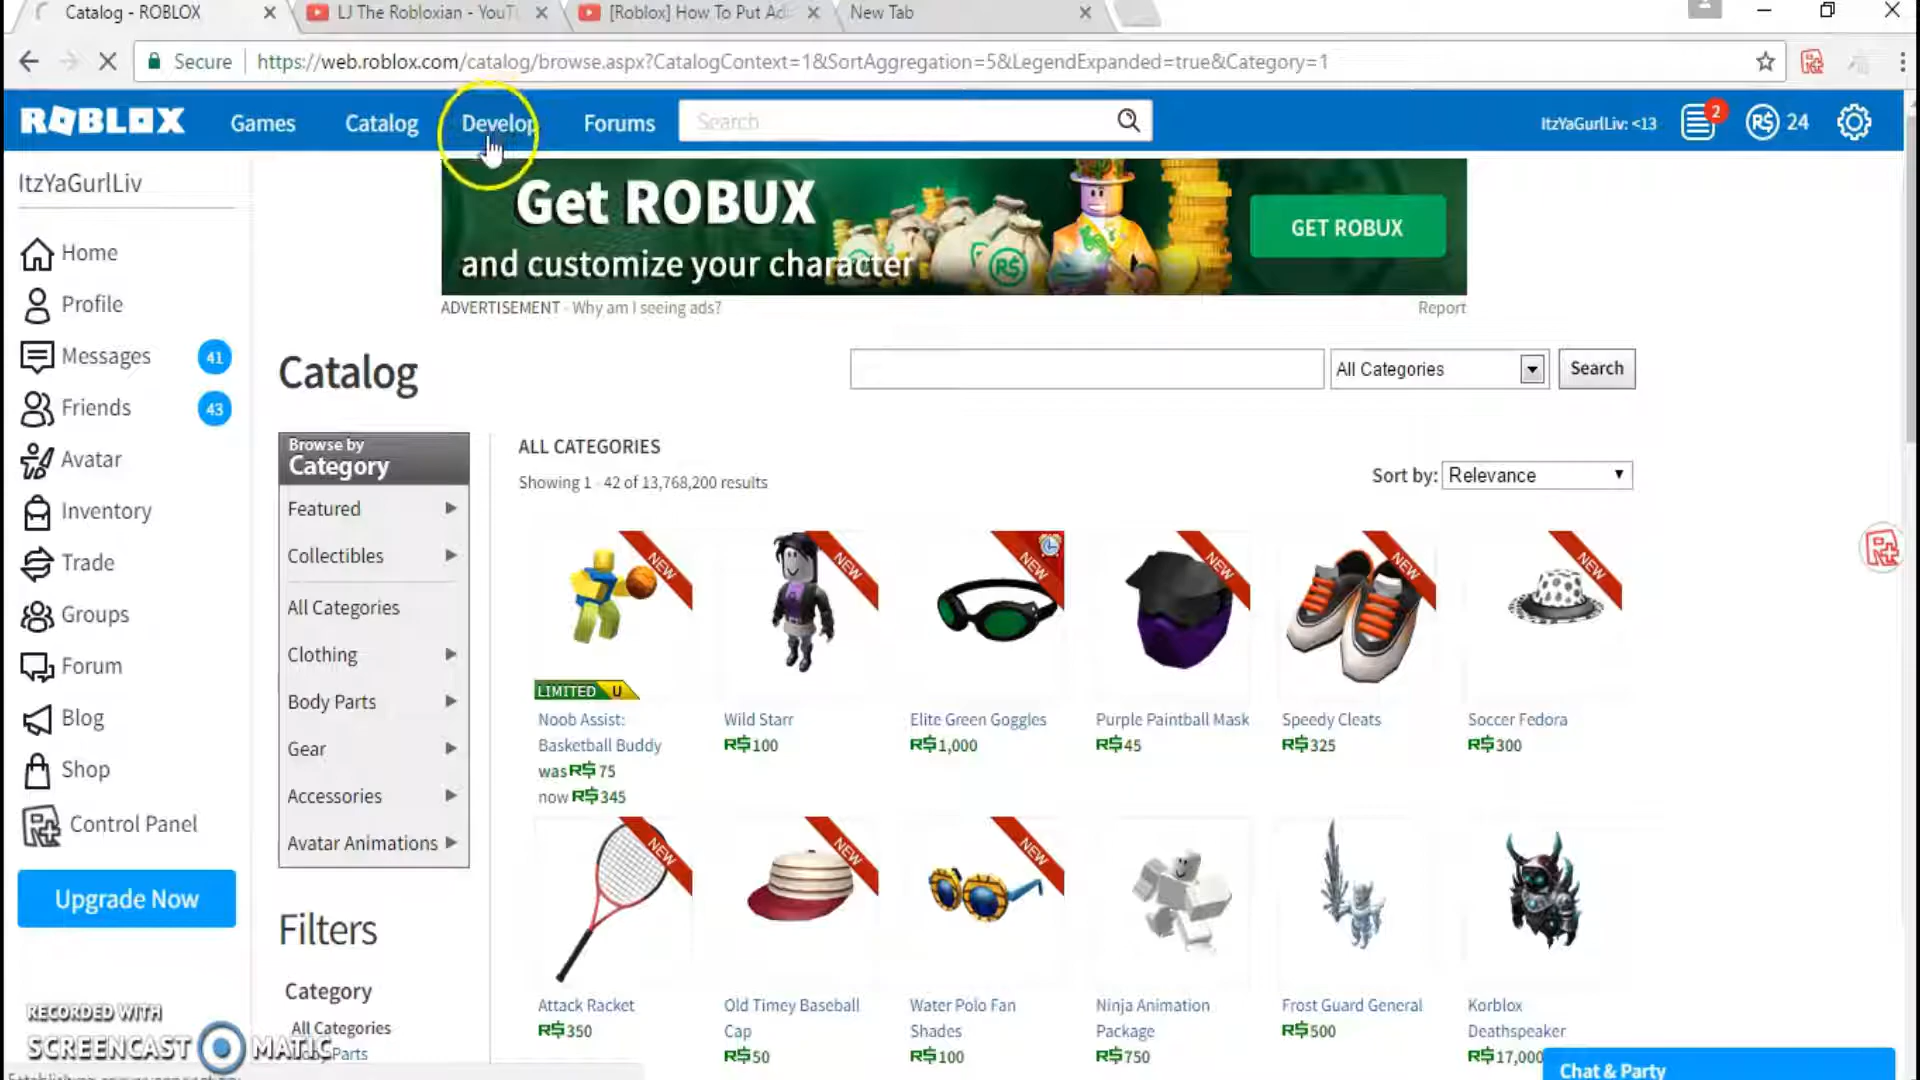 Catalog - ROBLOX
LJ The Robloxian - YouT
[Roblox] How To Put Ad
New Tab
Secure
https://web.roblox.com/catalog/browse.aspx?CatalogContext=1&SortAggregation=5&LegendExpanded=true&Category=1
ROBLOX
Games
Catalog
Develop
Forums
Search
ItzYaGurlLiv: <13
2
R$ 24
ItzYaGurlLiv
Home
Profile
Messages 41
Friends 43
Avatar
Inventory
Trade
Groups
Forum
Blog
Shop
Control Panel
Upgrade Now
Get ROBUX
and customize your character
GET ROBUX
ADVERTISEMENT - Why am I seeing ads?
Report
Catalog
All Categories
Search
Browse by
Category
Featured
Collectibles
All Categories
Clothing
Body Parts
Gear
Accessories
Avatar Animations
Filters
Category
All Categories
ALL CATEGORIES
Showing 1 - 42 of 13,768,200 results
Sort by: Relevance
NEW
NEW
NEW
NEW
NEW
NEW
LIMITED U
Noob Assist:
Basketball Buddy
was R$ 75
now R$ 345
Wild Starr
R$ 100
Elite Green Goggles
R$ 1,000
Purple Paintball Mask
R$ 45
Speedy Cleats
R$ 325
Soccer Fedora
R$ 300
NEW
NEW
NEW
Attack Racket
R$ 350
Old Timey Baseball
Cap
R$ 50
Water Polo Fan
Shades
R$ 100
Ninja Animation
Package
R$ 750
Frost Guard General
R$ 500
Korblox
Deathspeaker
R$ 17,000
Chat & Party
RECORDED WITH
SCREENCAST MATIC